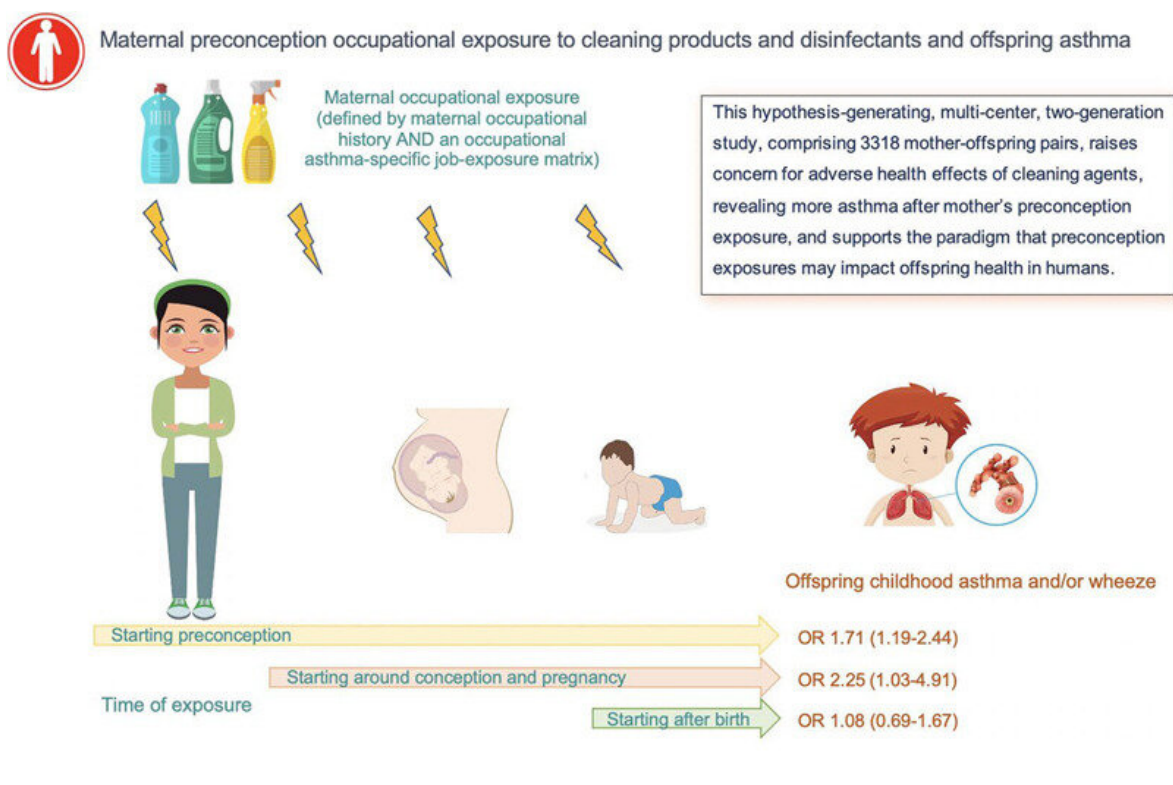 Maternal preconception occupational exposure to cleaning products and disinfectants and offspring asthma
Maternal occupational exposure
(defined by maternal occupational
history AND an occupational
asthma-specific job-exposure matrix)
This hypothesis-generating, multi-center, two-generation
study, comprising 3318 mother-offspring pairs, raises
concern for adverse health effects of cleaning agents,
revealing more asthma after mother's preconception
exposure, and supports the paradigm that preconception
exposures may impact offspring health in humans.
Offspring childhood asthma and/or wheeze
Starting preconception
OR 1.71 (1.19-2.44)
Starting around conception and pregnancy
OR 2.25 (1.03-4.91)
Time of exposure
Starting after birth
OR 1.08 (0.69-1.67)